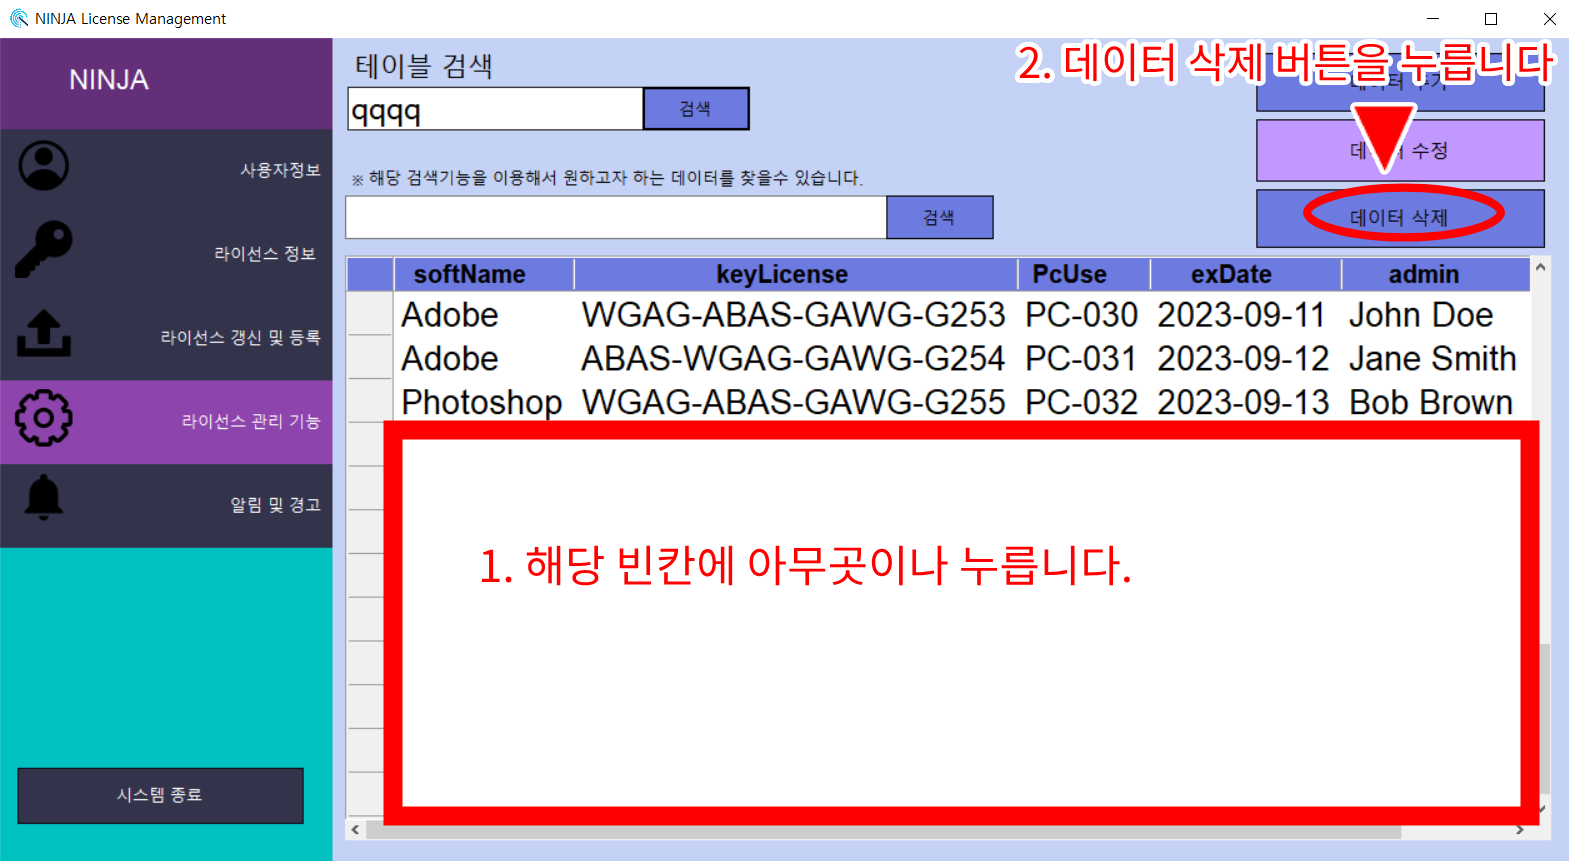 NINJA License Management
NINJA
사용자정보
라이선스 정보
라이선스 갱신 및 등록
라이선스 관리 기능
알림 및 경고
시스템 종료
테이블 검색
qqqq
검색
※ 해당 검색기능을 이용해서 원하고자 하는 데이터를 찾을수 있습니다.
검색
2. 데이터 삭제 버튼을 누릅니다
수정
데이터 삭제
softName keyLicense PcUse exDate admin
Adobe WGAG-ABAS-GAWG-G253 PC-030 2023-09-11 John Doe
Adobe ABAS-WGAG-GAWG-G254 PC-031 2023-09-12 Jane Smith
Photoshop WGAG-ABAS-GAWG-G255 PC-032 2023-09-13 Bob Brown
1. 해당 빈칸에 아무곳이나 누릅니다.